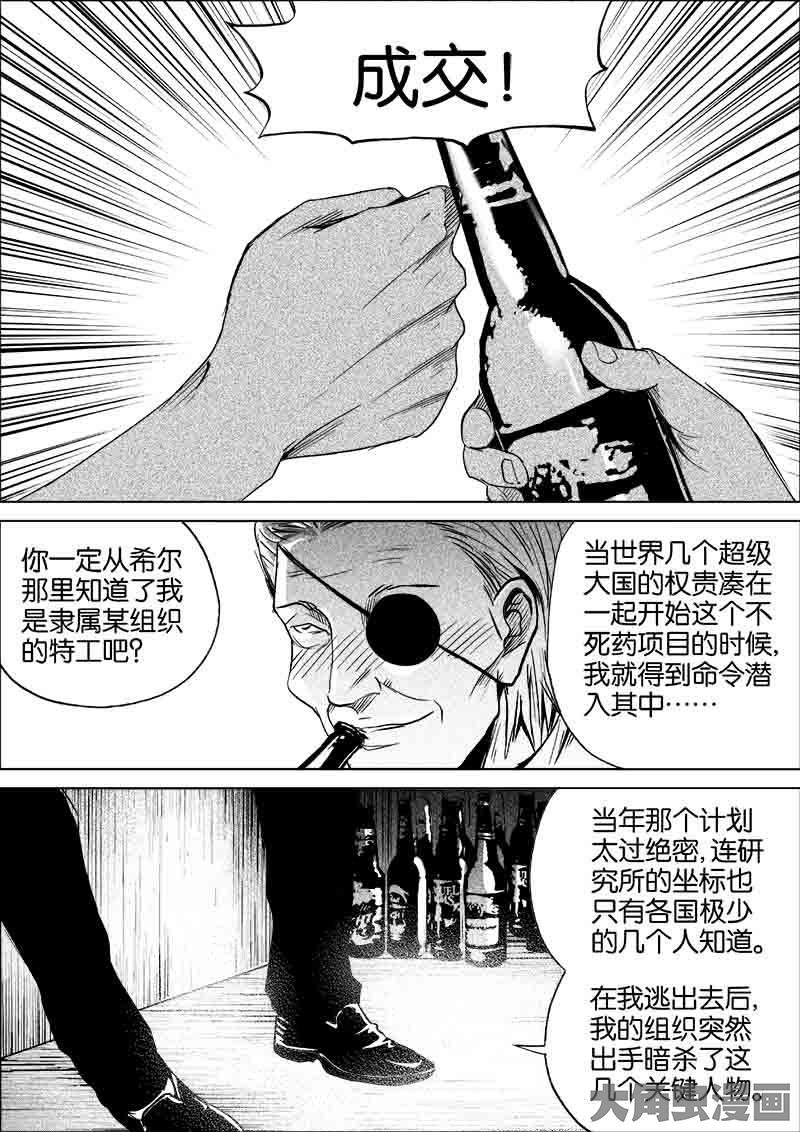 成交！
你一定从希尔
那里知道了我
是隶属某组织
的特工吧？
当世界几个超级
大国的权贵凑在
一起开始这个不
死药项目的时候，
我就得到命令潜
入其中……
当年那个计划
太过绝密，连研
究所的坐标也
只有各国极少
的几个人知道。
在我逃出去后，
我的组织突然
出手暗杀了这
几个关键人物。
大角虫漫画